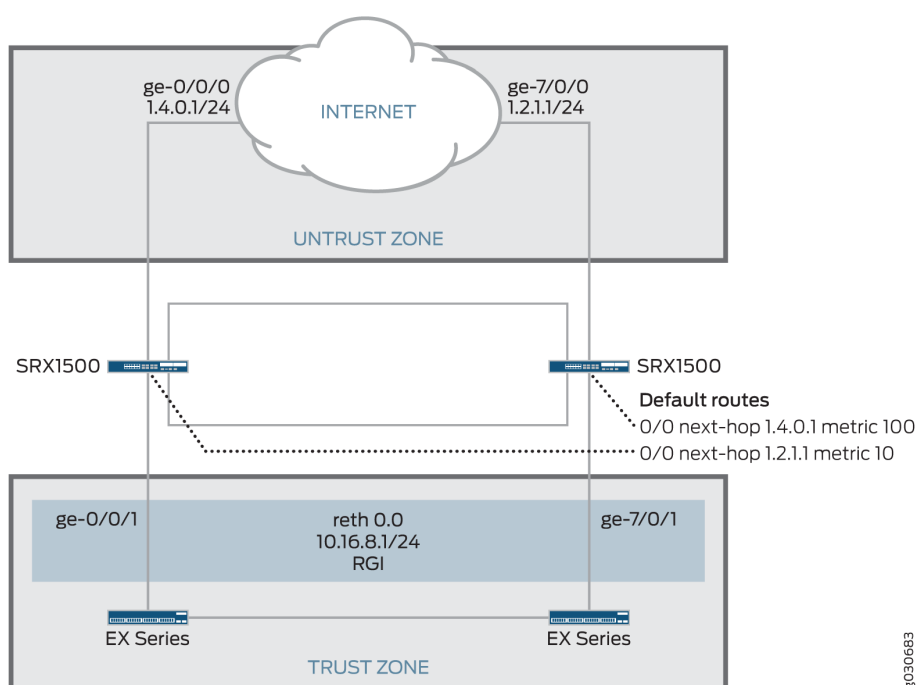 ge-0/0/0
1.4.0.1/24
INTERNET
ge-7/0/0
1.2.1.1/24
UNTRUST ZONE
SRX1500
SRX1500
Default routes
0/0 next-hop 1.4.0.1 metric 100
0/0 next-hop 1.2.1.1 metric 10
ge-0/0/1
reth 0.0
10.16.8.1/24
RGI
ge-7/0/1
EX Series
EX Series
TRUST ZONE
g030683